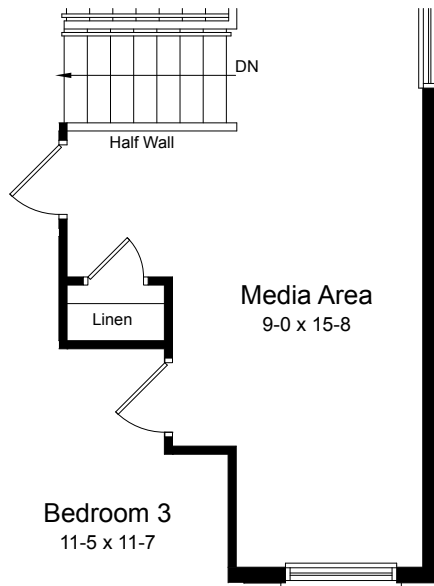 DN
Half Wall
Media Area
9-0 x 15-8
Linen
Bedroom 3
11-5 x 11-7